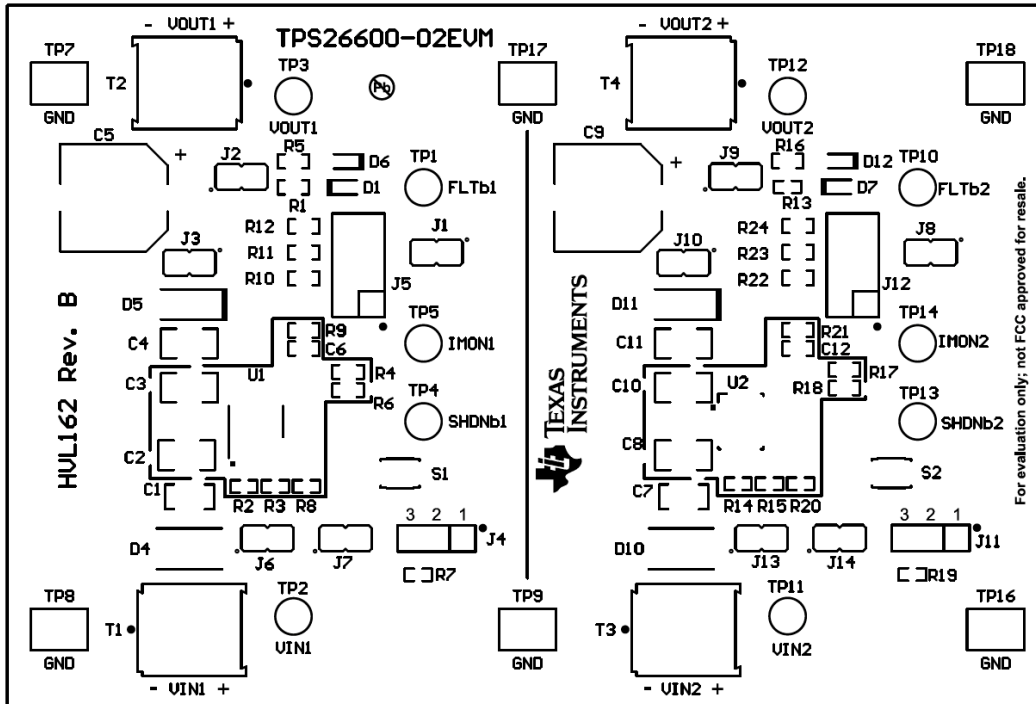 - VOUT1 +
- VOUT2 +
TPS26600-02EVM
TP7
TP3
TP17
TP12
TP18
T2
T4
Pb
GND
VOUT1
GND
VOUT2
GND
C5
+
J2
R5
D6
TP1
C9
+
J9
R16
D12
TP10
D1
FLTb1
D7
FLTb2
R1
R13
R12
J1
R24
J8
J3
R11
J10
R23
R10
J5
R22
J12
D5
D11
TP5
TP14
C4
R9
IMON1
C11
R21
IMON2
C6
C12
C3
U1
R4
C10
U2
R17
R6
TP4
R18
TP13
SHDNb1
SHDNb2
C2
C8
S1
S2
C1
C7
R2 R3 R8
R14 R15 R20
HVL162 Rev. B
TEXAS
INSTRUMENTS
For evaluation only; not FCC approved for resale.
3 2 1
3 2 1
D4
J6
J7
J4
D10
J13
J14
J11
R7
R19
TP8
TP2
TP9
TP11
TP16
T1
T3
GND
VIN1
GND
VIN2
GND
- VIN1 +
- VIN2 +